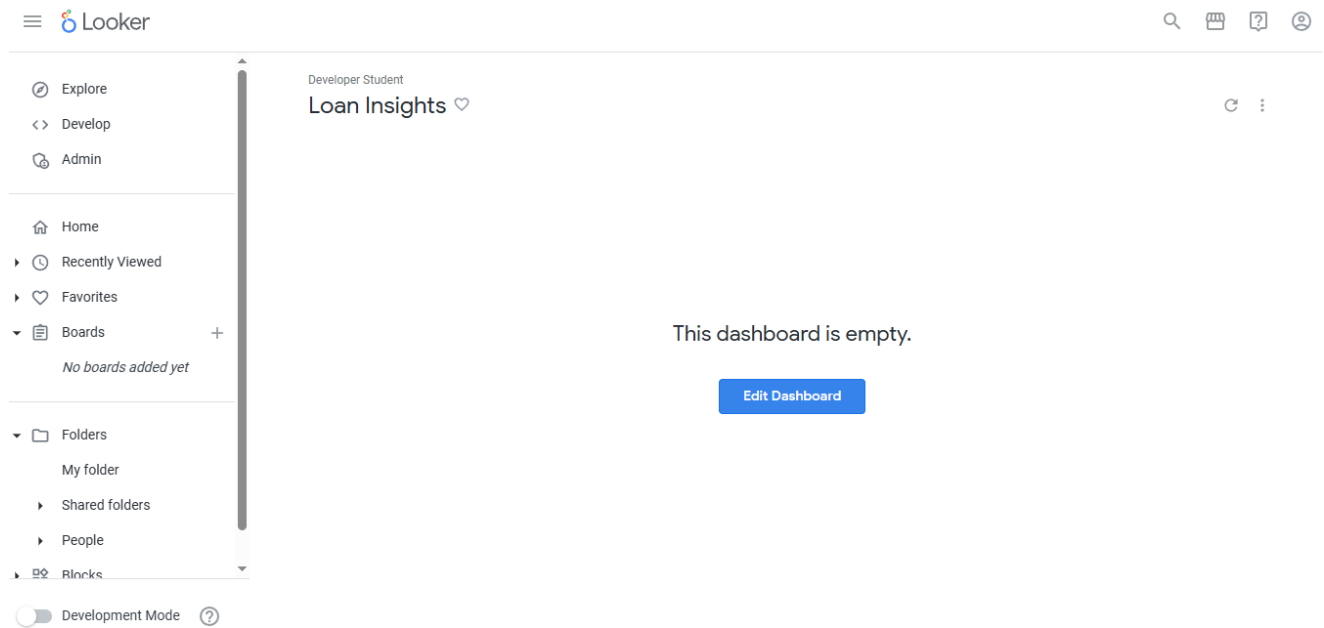 Looker
Explore
Develop
Admin
Home
Recently Viewed
Favorites
Boards
No boards added yet
Folders
My folder
Shared folders
People
Blocks
Development Mode
Developer Student
Loan Insights
This dashboard is empty.
Edit Dashboard